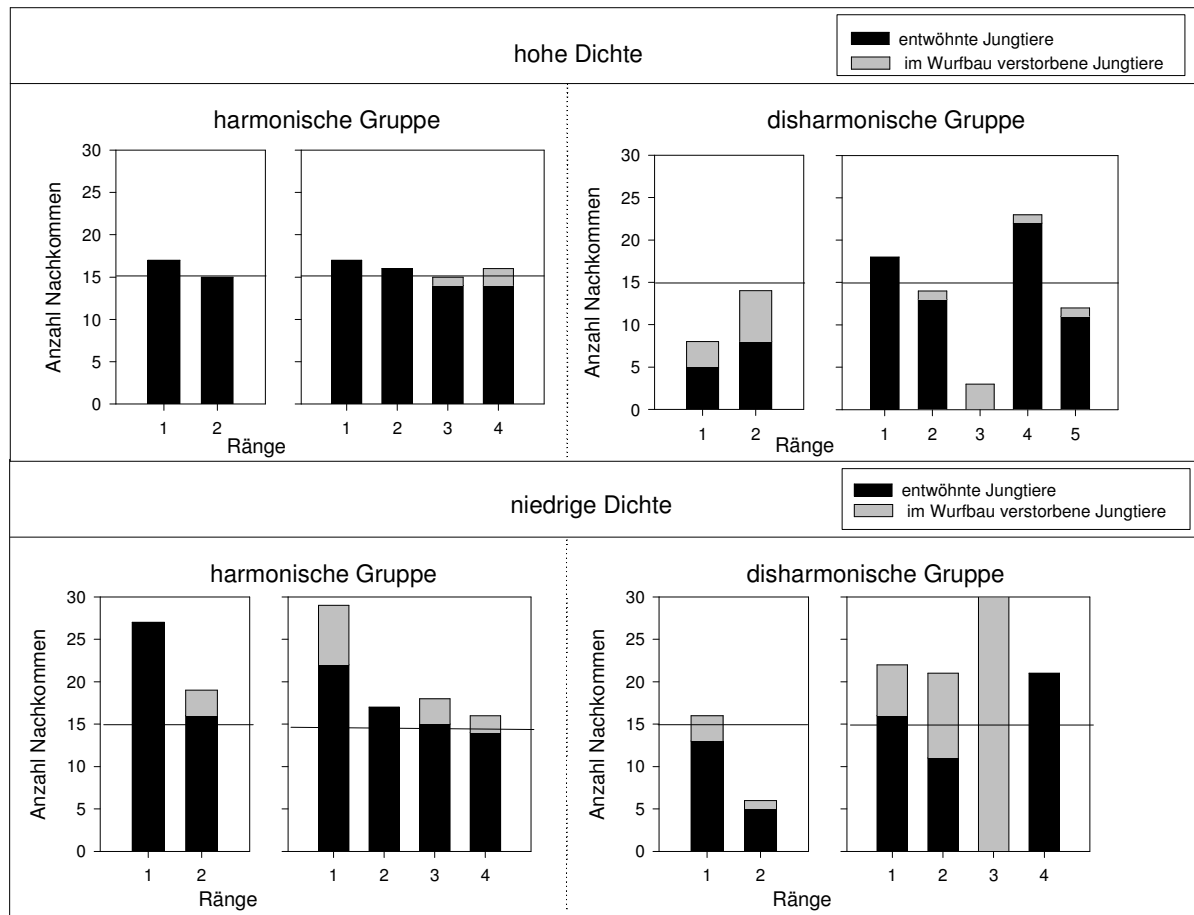 hohe Dichte
entwöhnte Jungtiere
im Wurfbau verstorbene Jungtiere
harmonische Gruppe
disharmonische Gruppe
Anzahl Nachkommen
30
25
20
15
10
5
0
1 2
1 2 3 4
Ränge
Anzahl Nachkommen
30
25
20
15
10
5
0
1 2
1 2 3 4 5
Ränge
niedrige Dichte
entwöhnte Jungtiere
im Wurfbau verstorbene Jungtiere
harmonische Gruppe
disharmonische Gruppe
Anzahl Nachkommen
30
25
20
15
10
5
0
1 2
1 2 3 4
Ränge
Anzahl Nachkommen
30
25
20
15
10
5
0
1 2
1 2 3 4
Ränge